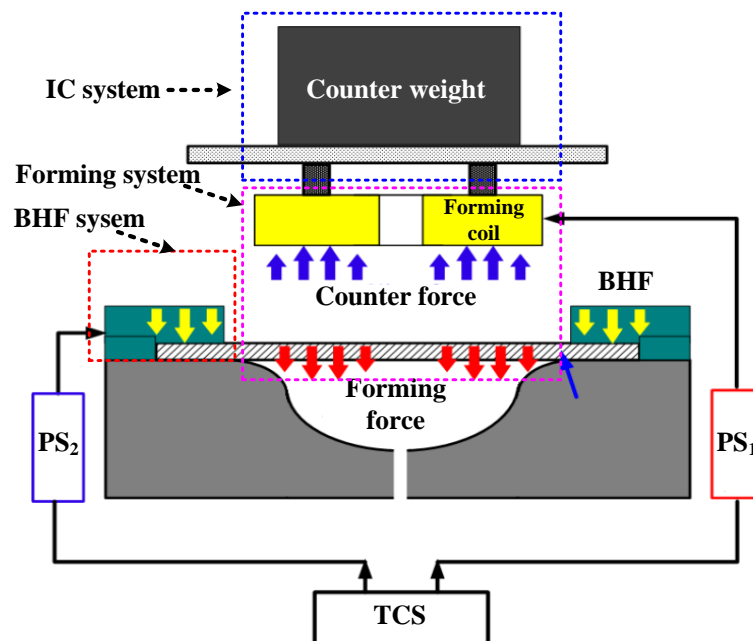 IC system
Counter weight
Forming system
BHF sysem
Forming
coil
BHF
Counter force
Forming
force
PS2
PS1
TCS